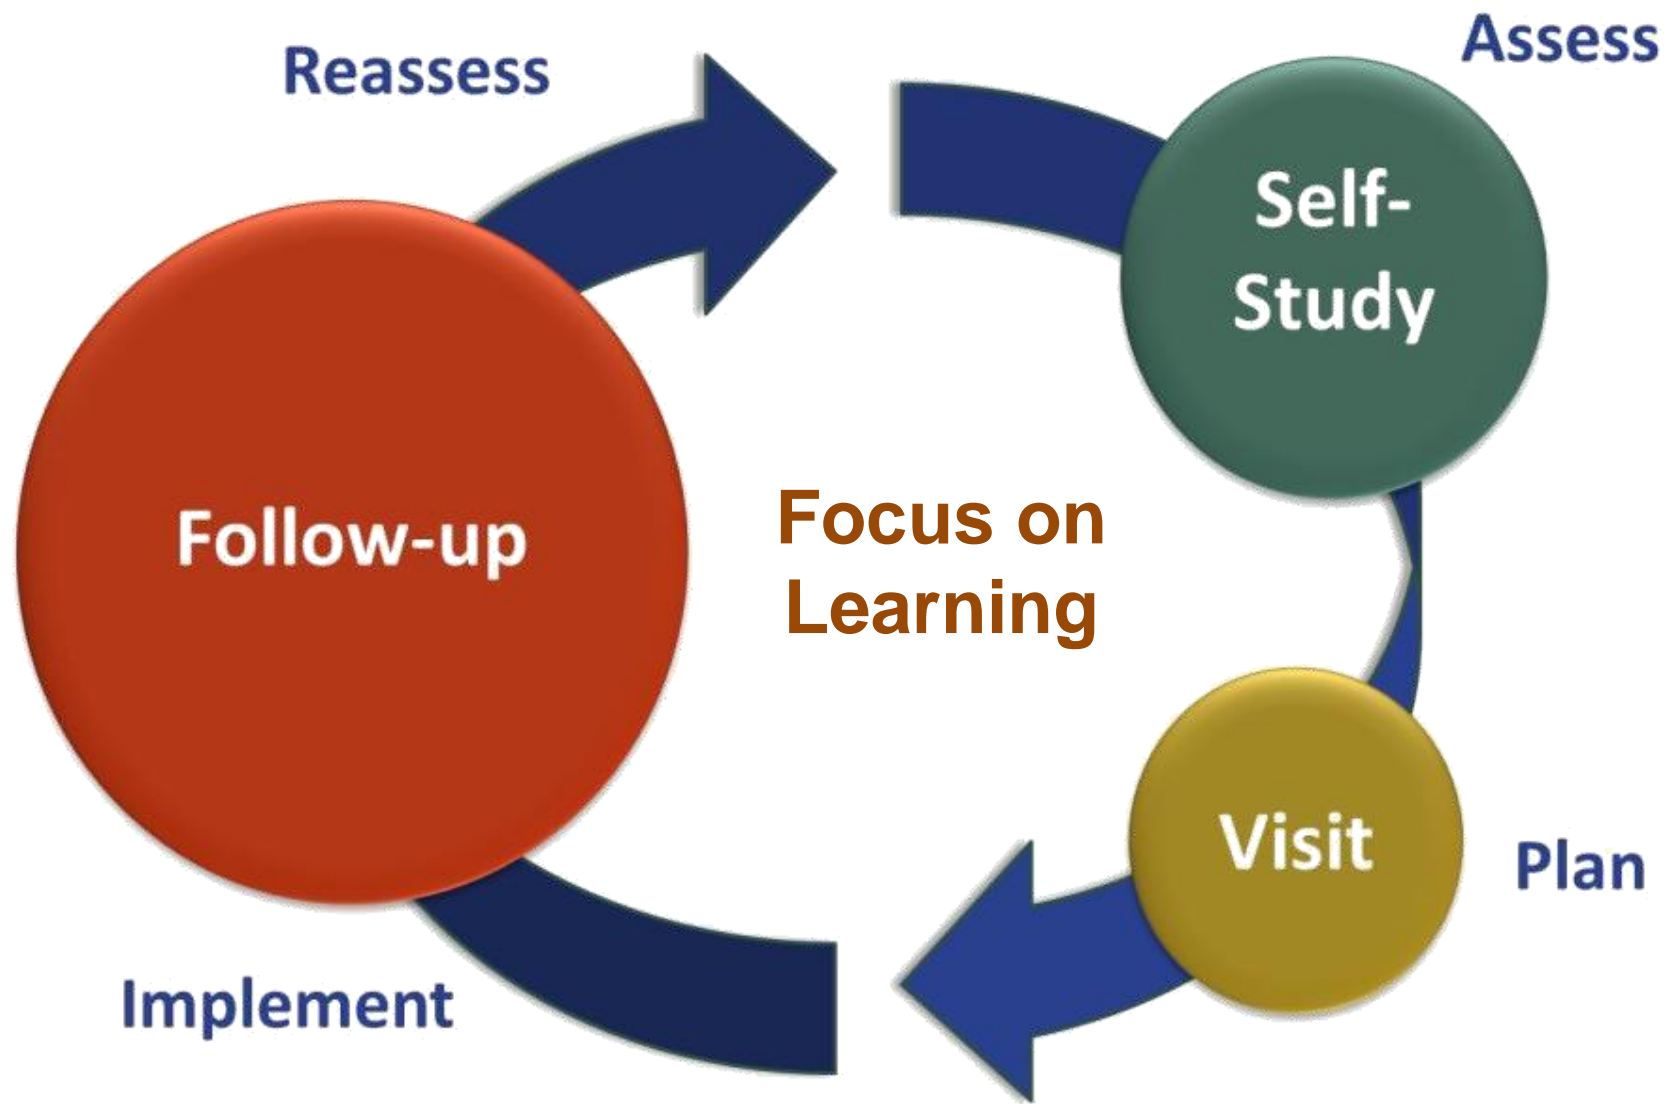 Reassess
Assess
Self-
Study
Follow-up
Focus on
Learning
Visit
Plan
Implement